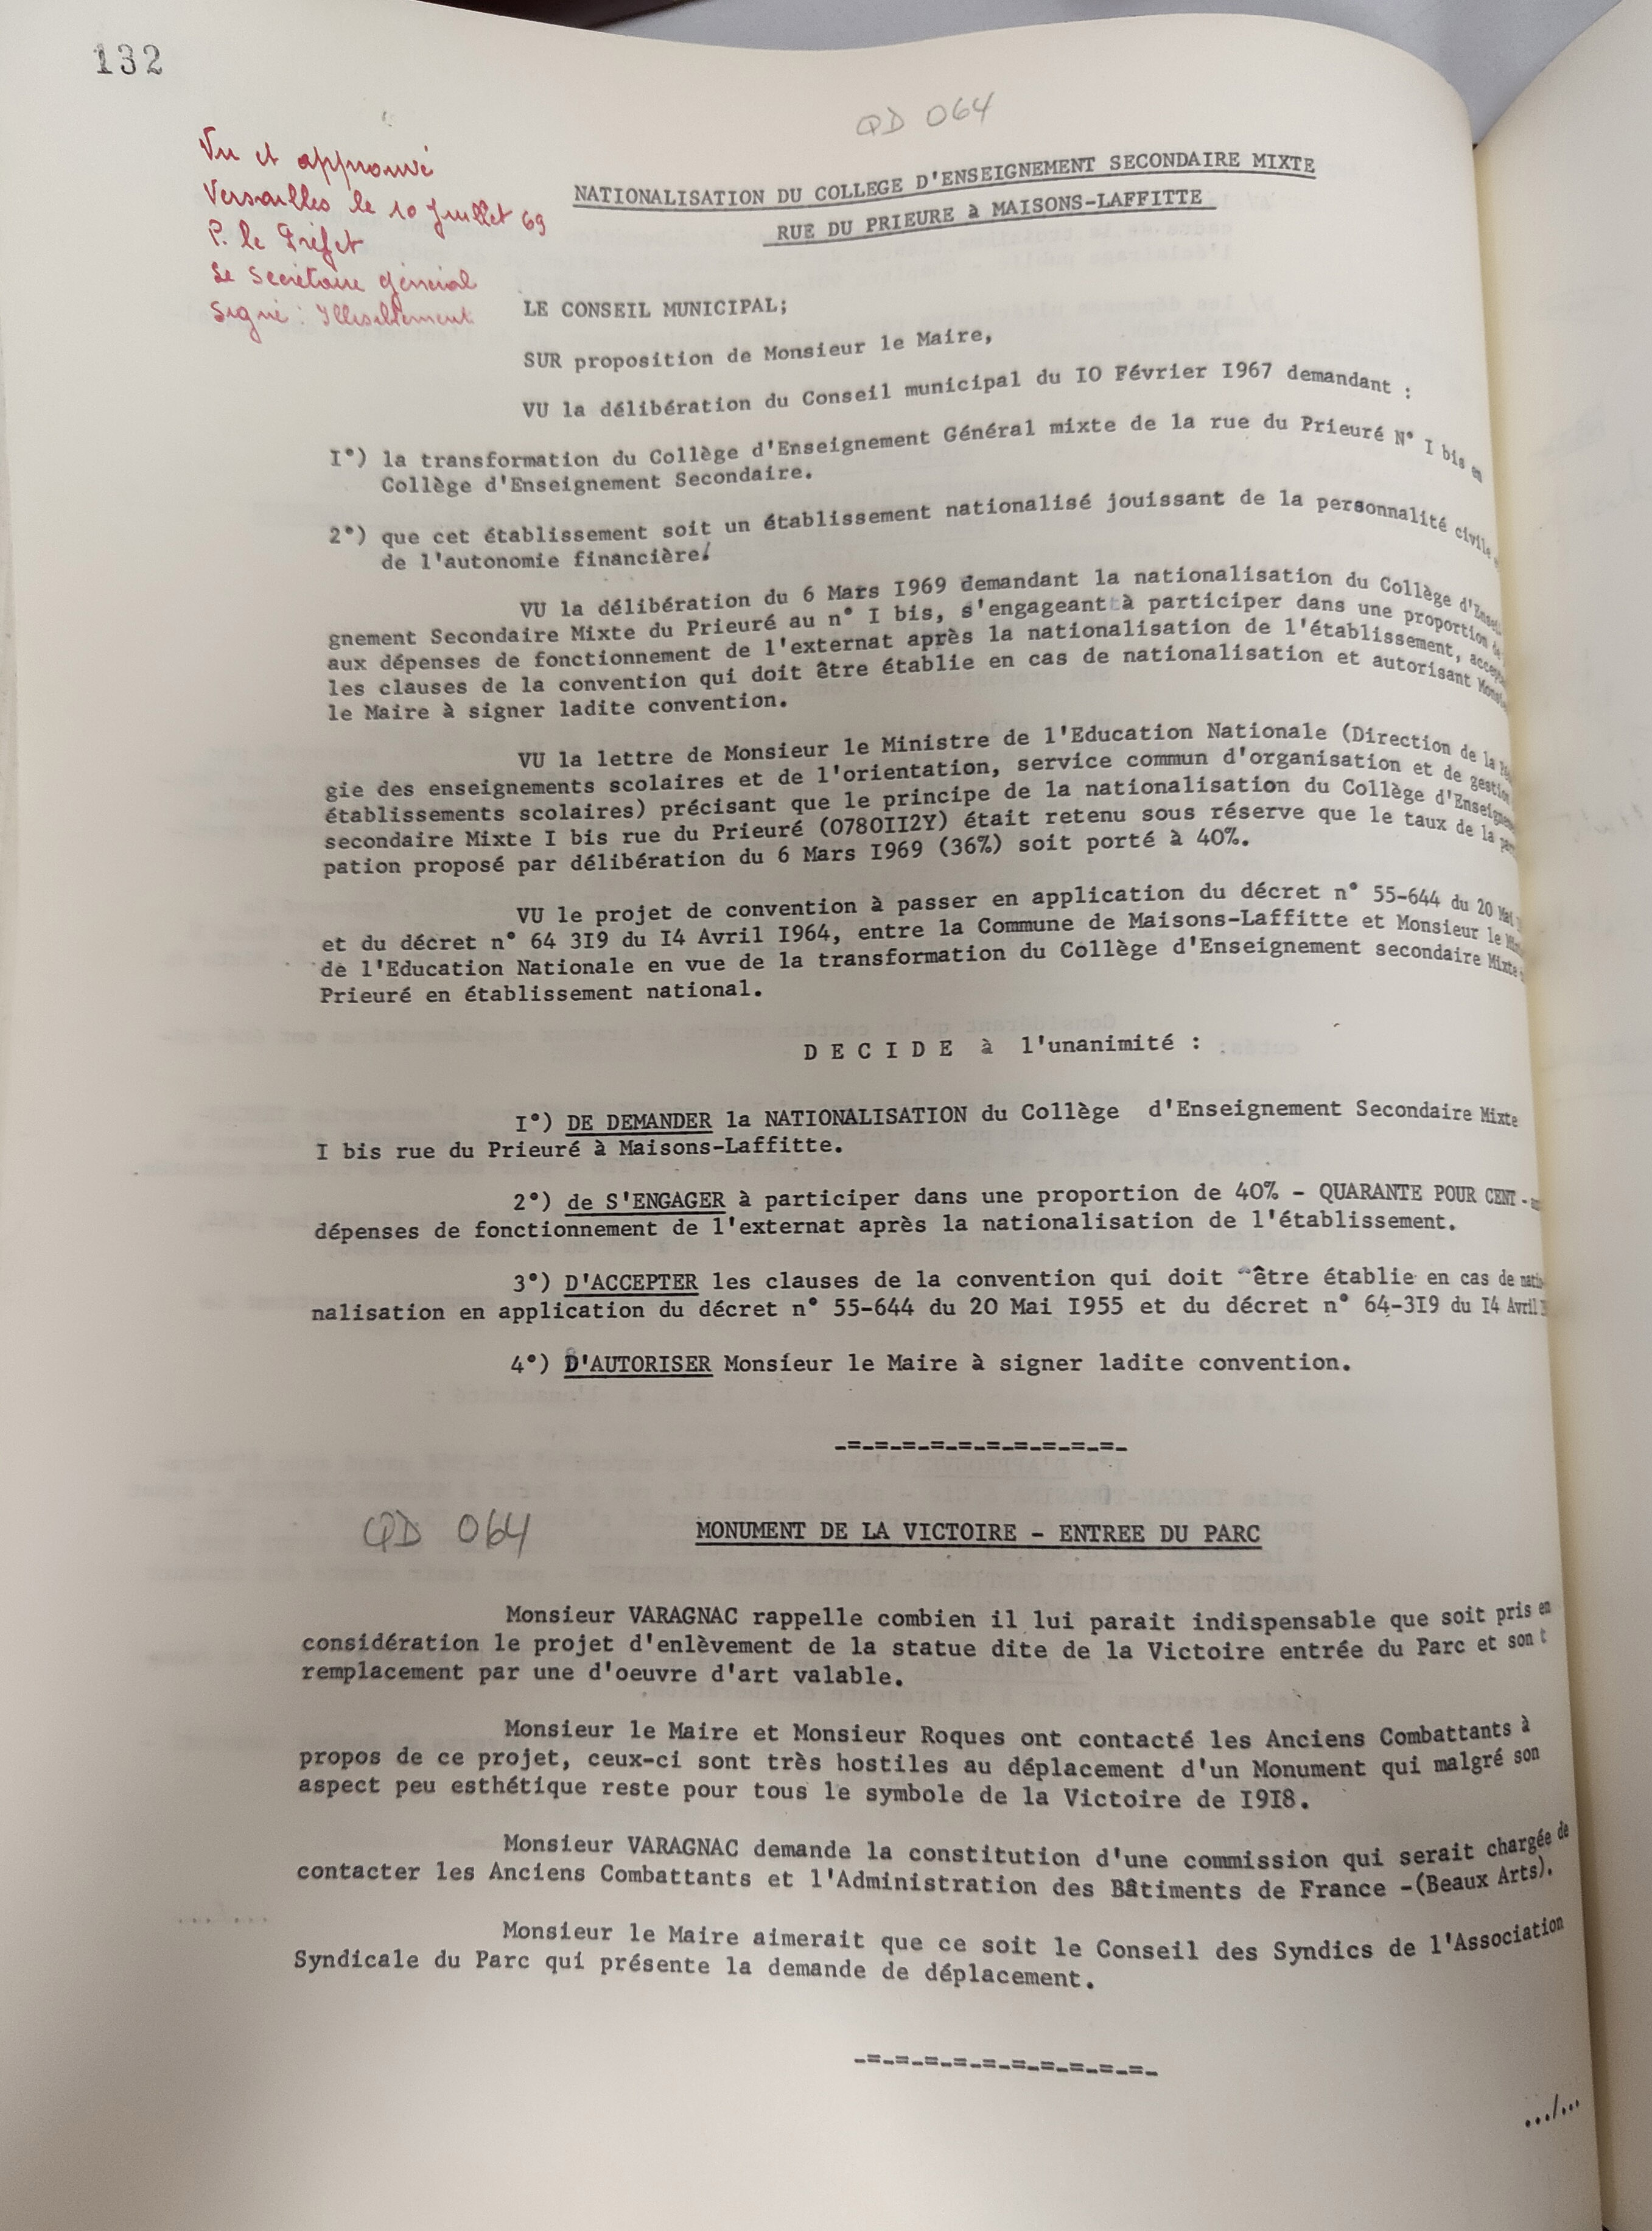 132
QD 064
Vu et approuvé
Versailles le 10 Juillet 69
P. le Préfet
Le Secrétaire général
Signé : Illisiblement
NATIONALISATION DU COLLEGE D'ENSEIGNEMENT SECONDAIRE MIXTE
RUE DU PRIEURE à MAISONS-LAFFITTE
LE CONSEIL MUNICIPAL;
SUR proposition de Monsieur le Maire,
VU la délibération du Conseil municipal du IO Février I967 demandant :
I°) la transformation du Collège d'Enseignement Général mixte de la rue du Prieuré N° I bis en
Collège d'Enseignement Secondaire.
2°) que cet établissement soit un établissement nationalisé jouissant de la personnalité civile
de l'autonomie financière.
VU la délibération du 6 Mars I969 demandant la nationalisation du Collège
gnement Secondaire Mixte du Prieuré au n° I bis, s'engageant à participer dans une proportion
aux dépenses de fonctionnement de l'externat après la nationalisation de l'établissement,
les clauses de la convention qui doit être établie en cas de nationalisation et autorisant
le Maire à signer ladite convention.
VU la lettre de Monsieur le Ministre de l'Education Nationale (Direction de la
gie des enseignements scolaires et de l'orientation, service commun d'organisation et de gestion
établissements scolaires) précisant que le principe de la nationalisation du Collège
secondaire Mixte I bis rue du Prieuré (078OII2Y) était retenu sous réserve que le taux de la
pation proposé par délibération du 6 Mars I969 (36%) soit porté à 40%.
VU le projet de convention à passer en application du décret n° 55-644 du 20 Mai
et du décret n° 64 3I9 du I4 Avril I964, entre la Commune de Maisons-Laffitte et Monsieur le
de l'Education Nationale en vue de la transformation du Collège d'Enseignement secondaire Mixte
Prieuré en établissement national.
D E C I D E à l'unanimité :
I°) DE DEMANDER la NATIONALISATION du Collège d'Enseignement Secondaire Mixte
I bis rue du Prieuré à Maisons-Laffitte.
2°) de S'ENGAGER à participer dans une proportion de 40% - QUARANTE POUR CENT -
dépenses de fonctionnement de l'externat après la nationalisation de l'établissement.
3°) D'ACCEPTER les clauses de la convention qui doit être établie en cas de
nalisation en application du décret n° 55-644 du 20 Mai I955 et du décret n° 64-3I9 du I4 Avril
4°) D'AUTORISER Monsieur le Maire à signer ladite convention.
-=-=-=-=-=-=-=-=-=-=-
QD 064
MONUMENT DE LA VICTOIRE - ENTREE DU PARC
Monsieur VARAGNAC rappelle combien il lui parait indispensable que soit pris en
considération le projet d'enlèvement de la statue dite de la Victoire entrée du Parc et son
remplacement par une d'oeuvre d'art valable.
Monsieur le Maire et Monsieur Roques ont contacté les Anciens Combattants à
propos de ce projet, ceux-ci sont très hostiles au déplacement d'un Monument qui malgré son
aspect peu esthétique reste pour tous le symbole de la Victoire de I9I8.
Monsieur VARAGNAC demande la constitution d'une commission qui serait chargée de
contacter les Anciens Combattants et l'Administration des Bâtiments de France -(Beaux Arts).
Monsieur le Maire aimerait que ce soit le Conseil des Syndics de l'Association
Syndicale du Parc qui présente la demande de déplacement.
-=-=-=-=-=-=-=-=-=-=-
.../...